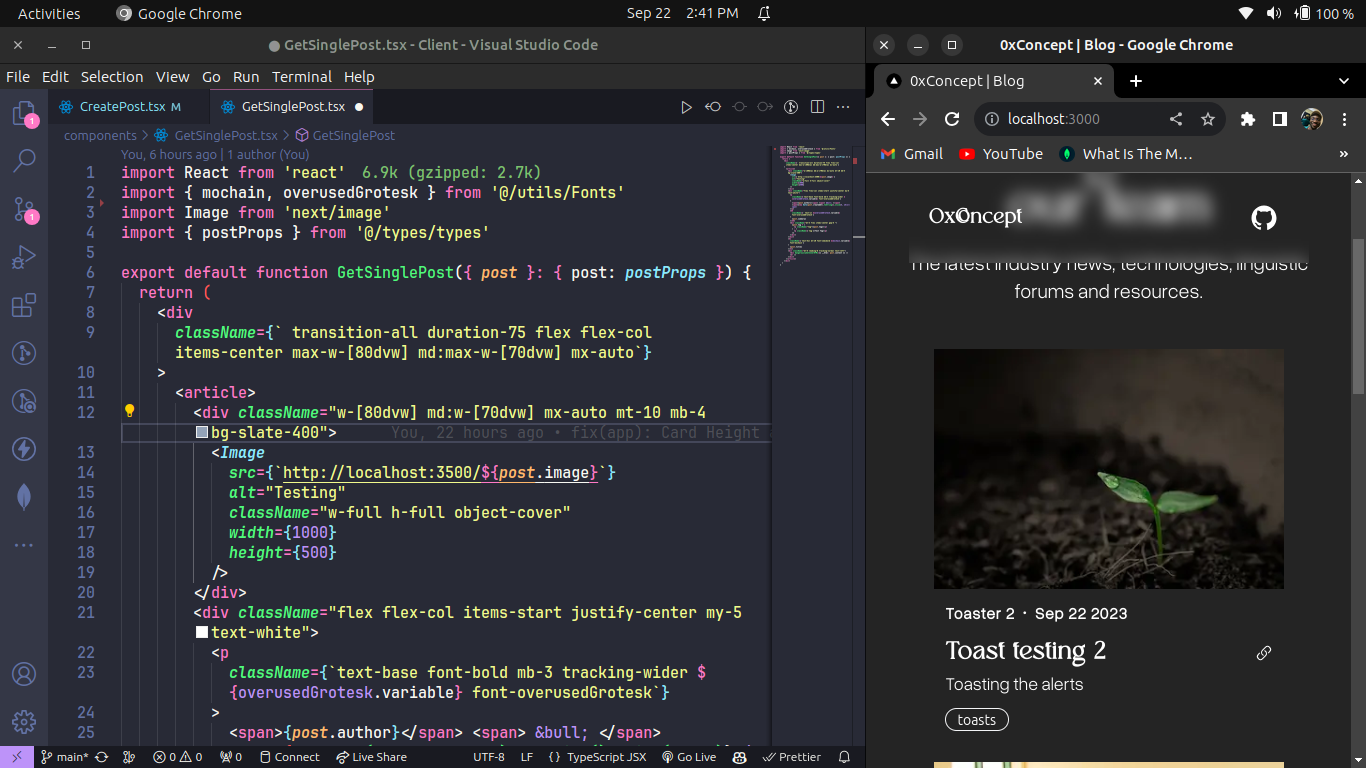 Activities
Google Chrome
Sep 22 2:41 PM
100 %
GetSinglePost.tsx - Client - Visual Studio Code
File Edit Selection View Go Run Terminal Help
CreatePost.tsx M
GetSinglePost.tsx
components > GetSinglePost.tsx > GetSinglePost
You, 6 hours ago | 1 author (You)
1 import React from 'react' 6.9k (gzipped: 2.7k)
2 import { mochain, overusedGrotesk } from '@/utils/Fonts'
3 import Image from 'next/image'
4 import { postProps } from '@/types/types'
5
6 export default function GetSinglePost({ post }: { post: postProps }) {
7 return (
8 <div
9 className={` transition-all duration-75 flex flex-col
items-center max-w-[80dvw] md:max-w-[70dvw] mx-auto`}
10 >
11 <article>
12 <div className="w-[80dvw] md:w-[70dvw] mx-auto mt-10 mb-4
bg-slate-400"> You, 22 hours ago • fix(app): Card Height
13 <Image
14 src={`http://localhost:3500/${post.image}`}
15 alt="Testing"
16 className="w-full h-full object-cover"
17 width={1000}
18 height={500}
19 />
20 </div>
21 <div className="flex flex-col items-start justify-center my-5
text-white">
22 <p
23 className={`text-base font-bold mb-3 tracking-wider $
{overusedGrotesk.variable} font-overusedGrotesk`}
24 >
25 <span>{post.author}</span> <span> &bull; </span>
1
1
main*
0 0 0
Connect
Live Share
UTF-8 LF { } TypeScript JSX Go Live Prettier
0xConcept | Blog - Google Chrome
0xConcept | Blog
localhost:3000
Gmail YouTube What Is The M…
0xConcept
our team
The latest industry news, technologies, linguistic
forums and resources.
Toaster 2 · Sep 22 2023
Toast testing 2
Toasting the alerts
toasts